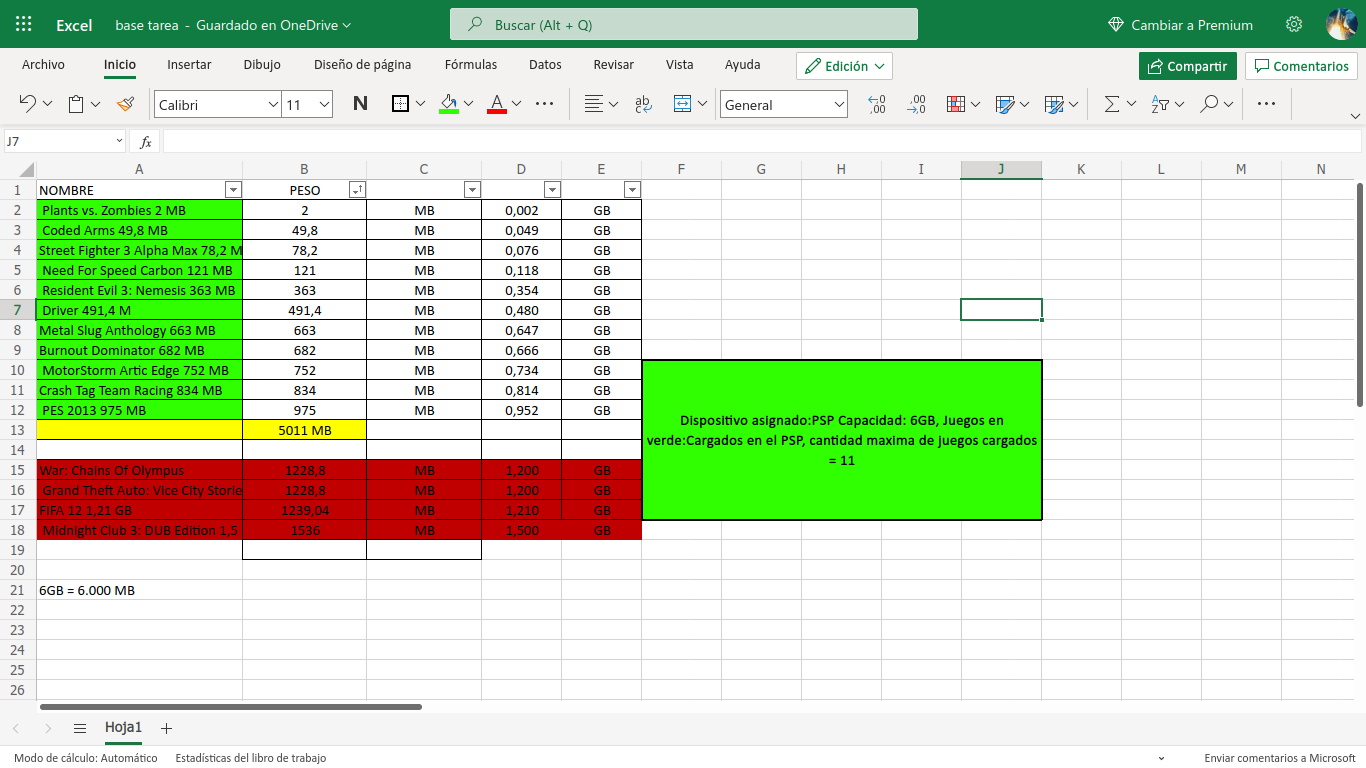 Excel base tarea - Guardado en OneDrive Buscar (Alt + Q) Cambiar a Premium
Archivo Inicio Insertar Dibujo Diseño de página Fórmulas Datos Revisar Vista Ayuda Edición Compartir Comentarios
Calibri 11 N A ab General
J7 fx
A B C D E F G H I J K L M N
1 NOMBRE PESO
2 Plants vs. Zombies 2 MB 2 MB 0,002 GB
3 Coded Arms 49,8 MB 49,8 MB 0,049 GB
4 Street Fighter 3 Alpha Max 78,2 M 78,2 MB 0,076 GB
5 Need For Speed Carbon 121 MB 121 MB 0,118 GB
6 Resident Evil 3: Nemesis 363 MB 363 MB 0,354 GB
7 Driver 491,4 M 491,4 MB 0,480 GB
8 Metal Slug Anthology 663 MB 663 MB 0,647 GB
9 Burnout Dominator 682 MB 682 MB 0,666 GB
10 MotorStorm Artic Edge 752 MB 752 MB 0,734 GB
11 Crash Tag Team Racing 834 MB 834 MB 0,814 GB
12 PES 2013 975 MB 975 MB 0,952 GB
13 5011 MB
14
15 War: Chains Of Olympus 1228,8 MB 1,200 GB
16 Grand Theft Auto: Vice City Storie 1228,8 MB 1,200 GB
17 FIFA 12 1,21 GB 1239,04 MB 1,210 GB
18 Midnight Club 3: DUB Edition 1,5 1536 MB 1,500 GB
19
20
21 6GB = 6.000 MB
22
23
24
25
26
Dispositivo asignado:PSP Capacidad: 6GB, Juegos en
verde:Cargados en el PSP, cantidad maxima de juegos cargados
= 11
Hoja1
Modo de cálculo: Automático Estadísticas del libro de trabajo Enviar comentarios a Microsoft